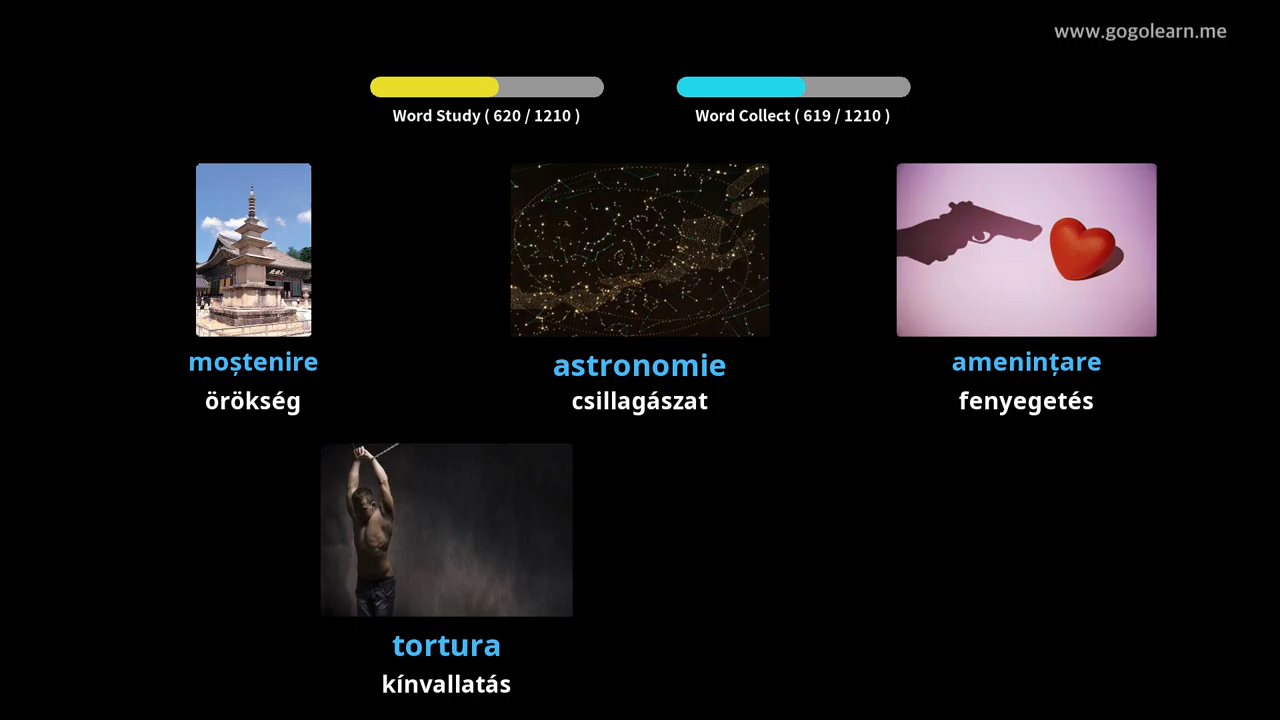 www.gogolearn.me
Word Study ( 620 / 1210 )
Word Collect ( 619 / 1210 )
moștenire
örökség
astronomie
csillagászat
amenințare
fenyegetés
tortura
kínvallatás